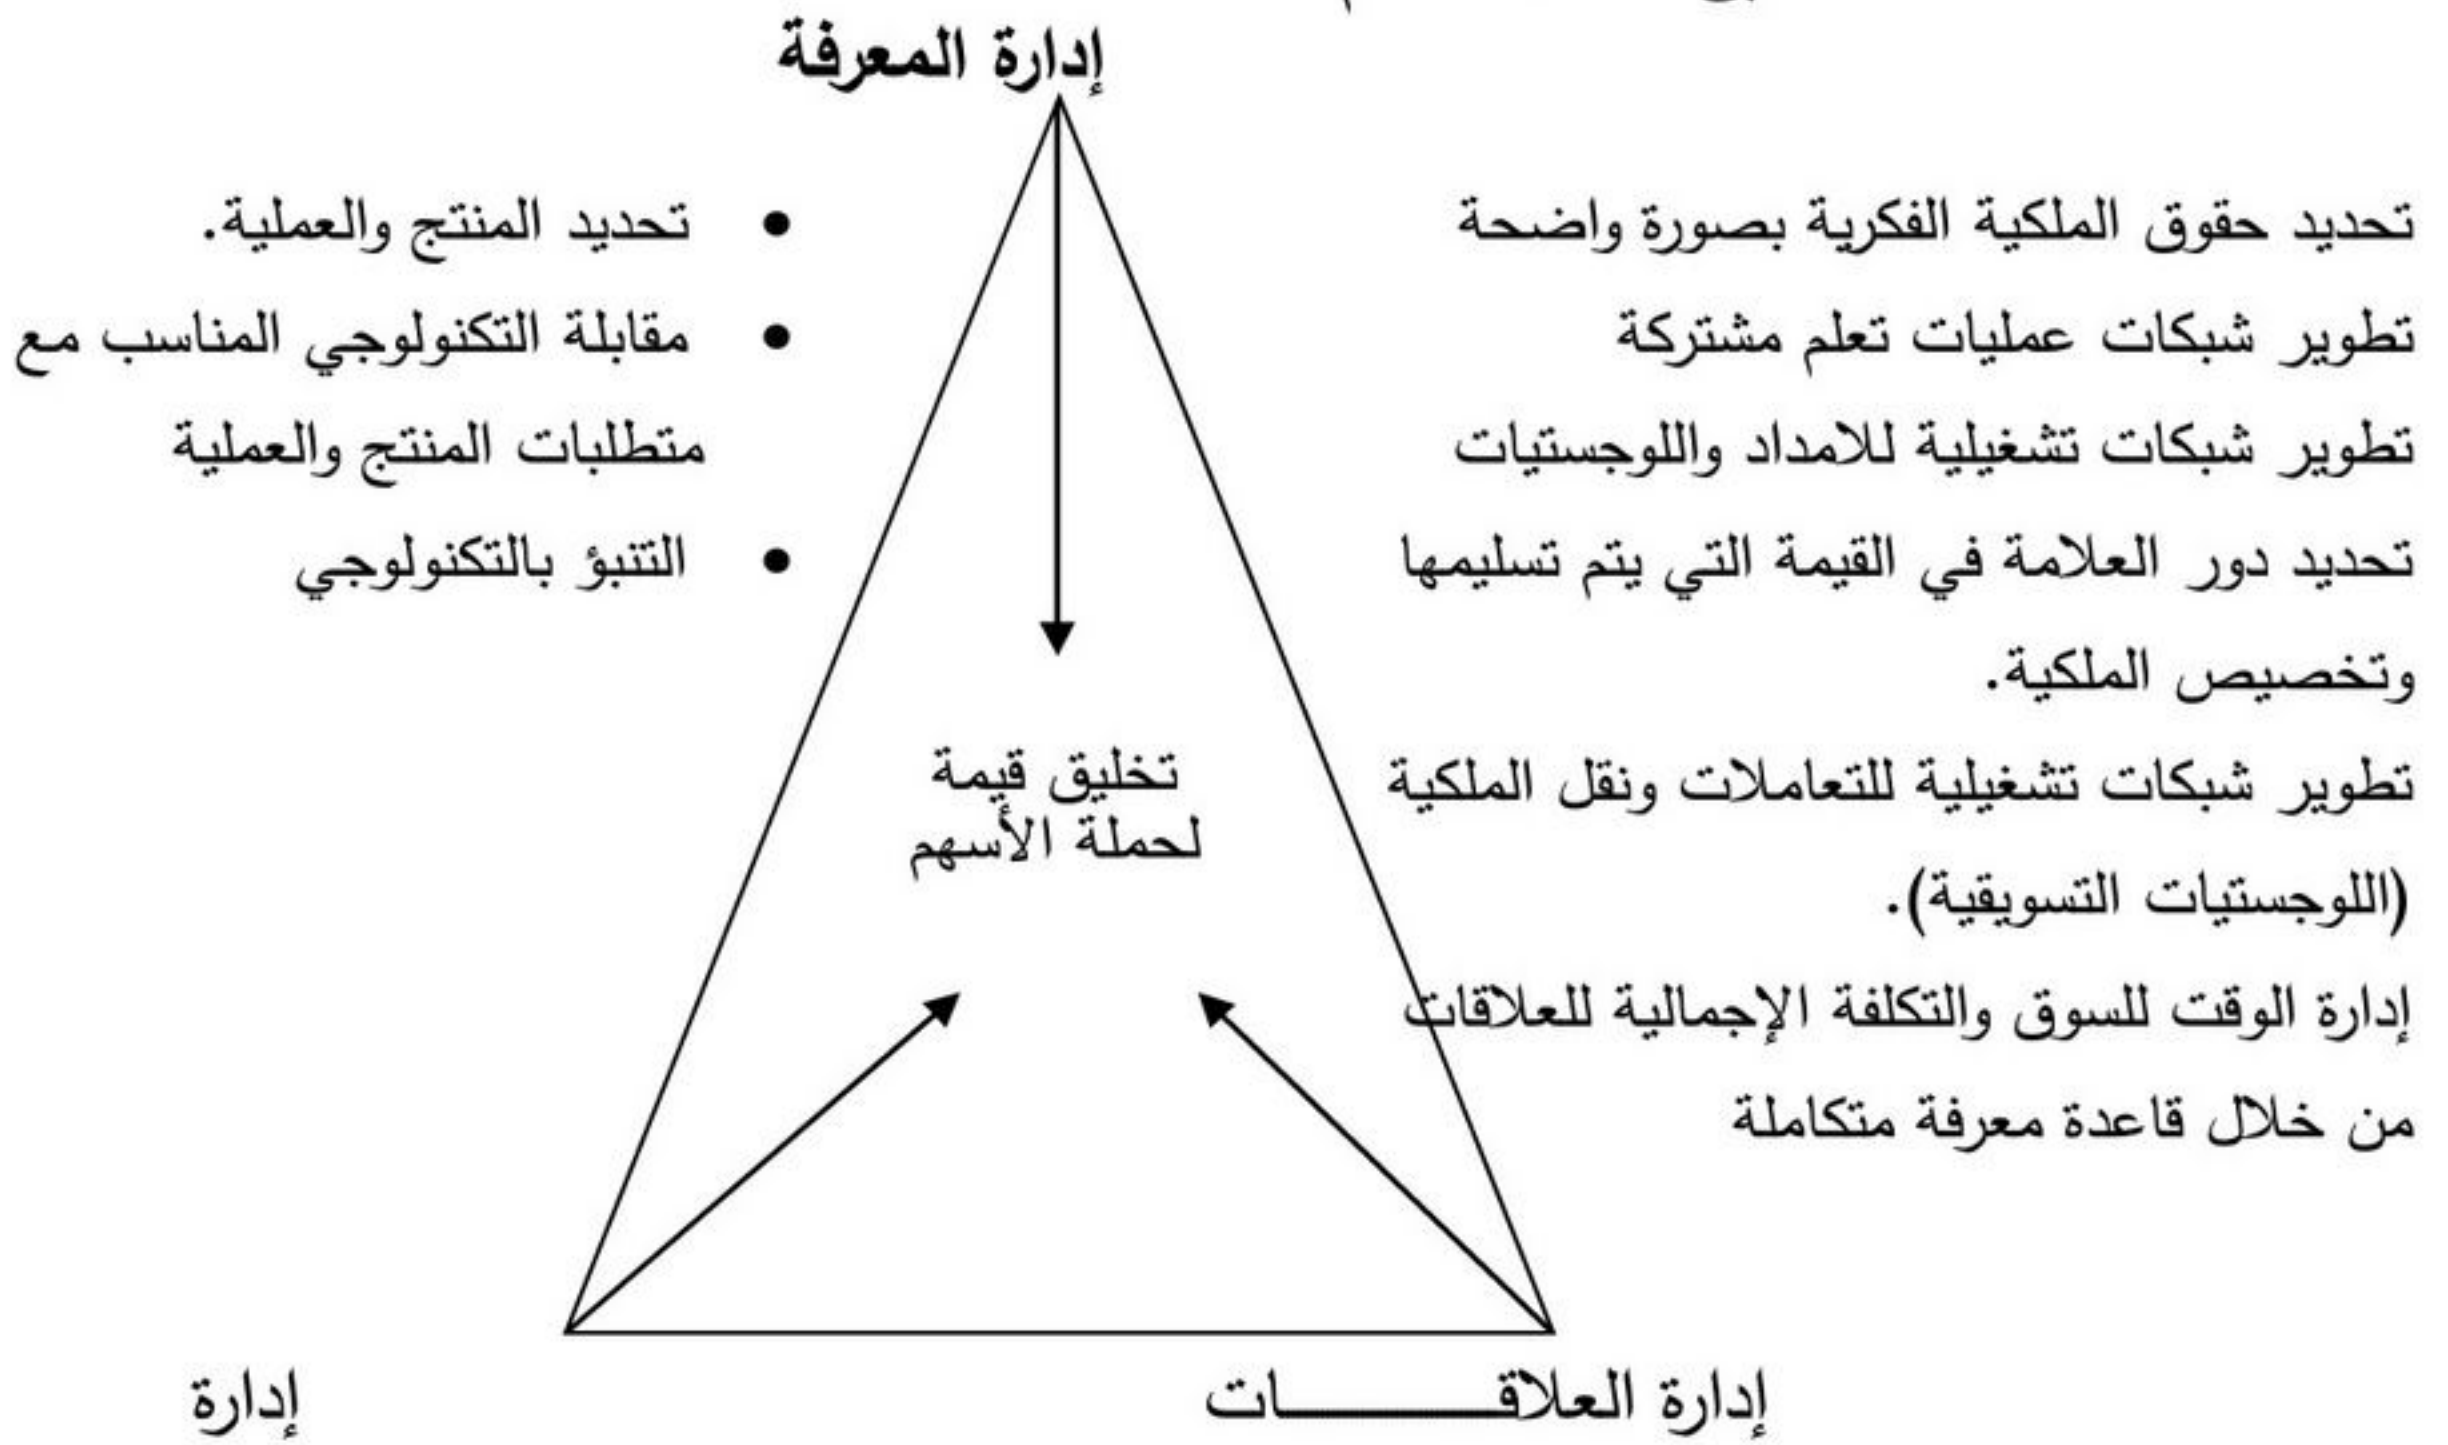 إدارة المعرفة
تحديد حقوق الملكية الفكرية بصورة واضحة
تطوير شبكات عمليات تعلم مشتركة
تطوير شبكات تشغيلية للامداد واللوجستيات
تحديد دور العلامة في القيمة التي يتم تسليمها
وتخصيص الملكية.
تطوير شبكات تشغيلية للتعاملات ونقل الملكية
(اللوجستيات التسويقية).
إدارة الوقت للسوق والتكلفة الإجمالية للعلاقات
من خلال قاعدة معرفة متكاملة
• تحديد المنتج والعملية.
• مقابلة التكنولوجي المناسب مع
متطلبات المنتج والعملية
• التنبؤ بالتكنولوجي
تخليق قيمة
لحملة الأسهم
إدارة العلاقـــــــــــات
إدارة